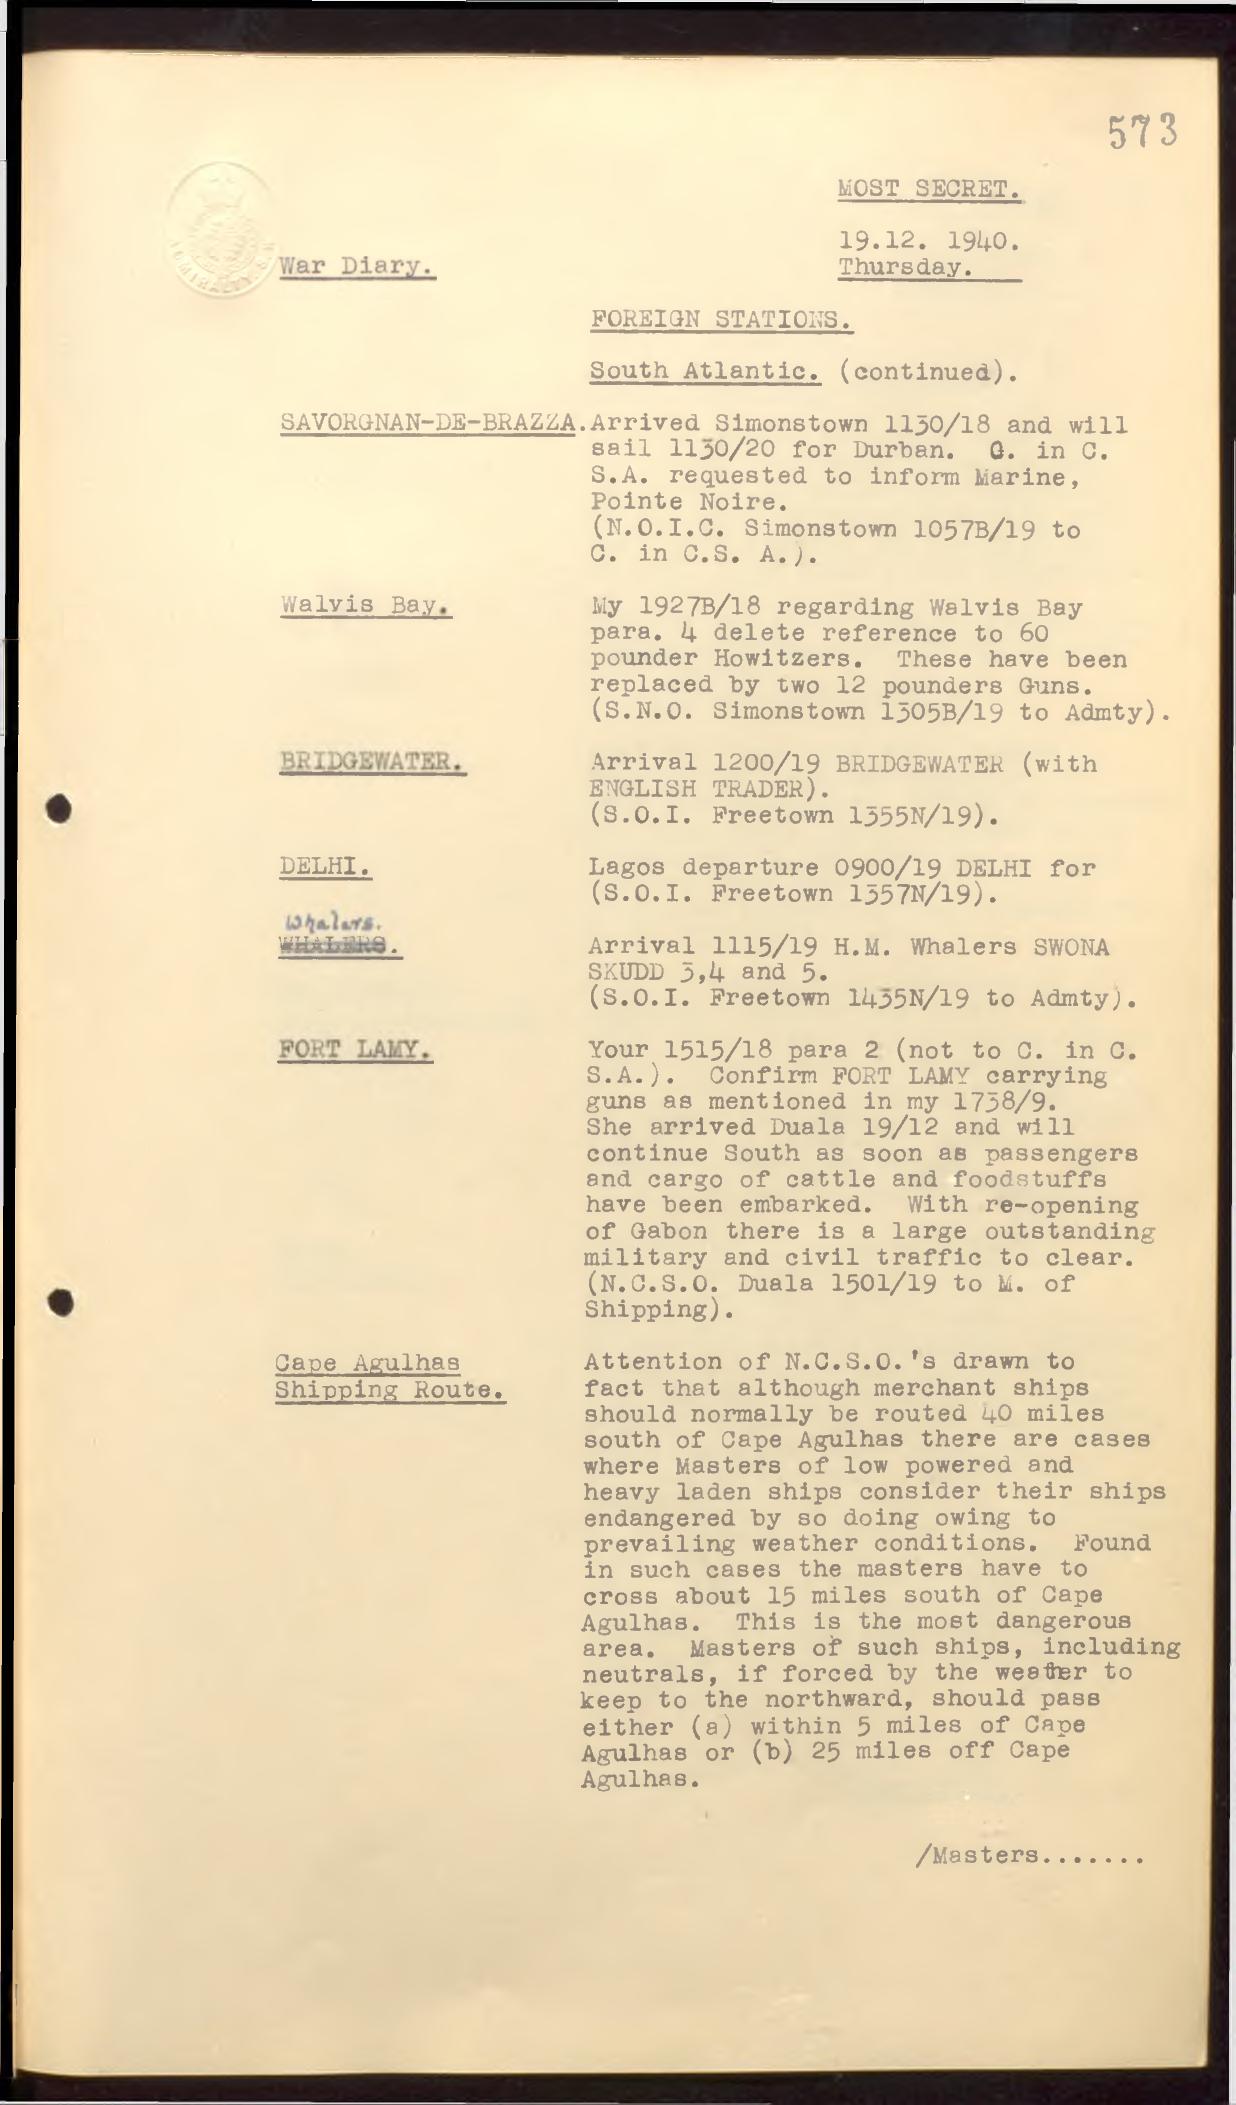 573
MOST SECRET.
19.12. 1940.
War Diary.
Thursday.
FOREIGN STATIONS.
South Atlantic. (continued).
SAVORGNAN-DE-BRAZZA. Arrived Simonstown 1130/18 and will
sail 1130/20 for Durban. C. in C.
S.A. requested to inform Marine,
Pointe Noire.
(N.O.I.C. Simonstown 1057B/19 to
C. in C.S. A.).
Walvis Bay. My 1927B/18 regarding Walvis Bay
para. 4 delete reference to 60
pounder Howitzers. These have been
replaced by two 12 pounders Guns.
(S.N.O. Simonstown 1305B/19 to Admty).
BRIDGEWATER. Arrival 1200/19 BRIDGEWATER (with
ENGLISH TRADER).
(S.O.I. Freetown 1355N/19).
DELHI. Lagos departure 0900/19 DELHI for
(S.O.I. Freetown 1357N/19).
Whalers.
WHALERS. Arrival 1115/19 H.M. Whalers SWONA
SKUDD 3,4 and 5.
(S.O.I. Freetown 1435N/19 to Admty).
FORT LAMY. Your 1515/18 para 2 (not to C. in C.
S.A.). Confirm FORT LAMY carrying
guns as mentioned in my 1738/9.
She arrived Duala 19/12 and will
continue South as soon as passengers
and cargo of cattle and foodstuffs
have been embarked. With re-opening
of Gabon there is a large outstanding
military and civil traffic to clear.
(N.C.S.O. Duala 1501/19 to M. of
Shipping).
Cape Agulhas Attention of N.C.S.O.'s drawn to
Shipping Route. fact that although merchant ships
should normally be routed 40 miles
south of Cape Agulhas there are cases
where Masters of low powered and
heavy laden ships consider their ships
endangered by so doing owing to
prevailing weather conditions. Found
in such cases the masters have to
cross about 15 miles south of Cape
Agulhas. This is the most dangerous
area. Masters of such ships, including
neutrals, if forced by the weather to
keep to the northward, should pass
either (a) within 5 miles of Cape
Agulhas or (b) 25 miles off Cape
Agulhas.
/Masters.......